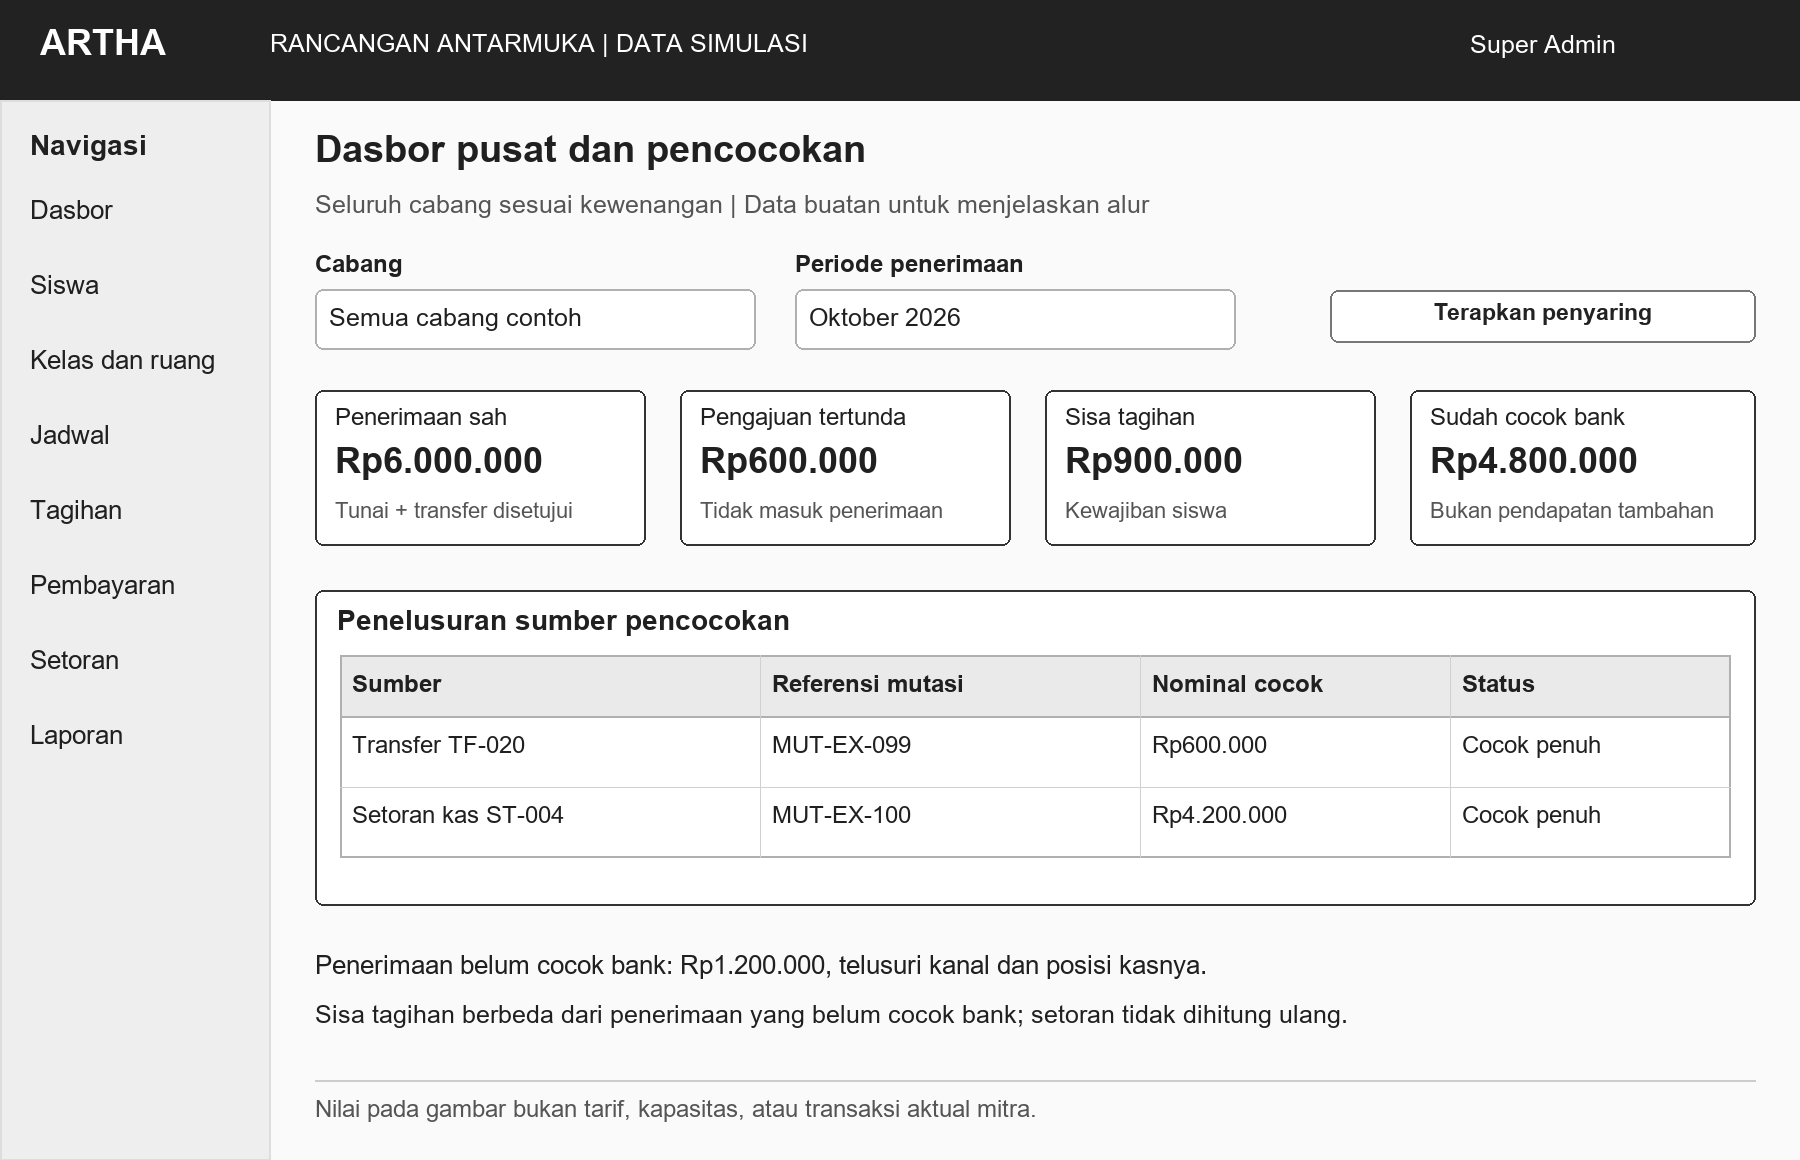 ARTHA
RANCANGAN ANTARMUKA | DATA SIMULASI
Super Admin
Navigasi
Dasbor
Siswa
Kelas dan ruang
Jadwal
Tagihan
Pembayaran
Setoran
Laporan
Dasbor pusat dan pencocokan
Seluruh cabang sesuai kewenangan | Data buatan untuk menjelaskan alur
Cabang
Semua cabang contoh
Periode penerimaan
Oktober 2026
Terapkan penyaring
Penerimaan sah
Rp6.000.000
Tunai + transfer disetujui
Pengajuan tertunda
Rp600.000
Tidak masuk penerimaan
Sisa tagihan
Rp900.000
Kewajiban siswa
Sudah cocok bank
Rp4.800.000
Bukan pendapatan tambahan
Penelusuran sumber pencocokan
Sumber Referensi mutasi Nominal cocok Status
Transfer TF-020 MUT-EX-099 Rp600.000 Cocok penuh
Setoran kas ST-004 MUT-EX-100 Rp4.200.000 Cocok penuh
Penerimaan belum cocok bank: Rp1.200.000, telusuri kanal dan posisi kasnya.
Sisa tagihan berbeda dari penerimaan yang belum cocok bank; setoran tidak dihitung ulang.
Nilai pada gambar bukan tarif, kapasitas, atau transaksi aktual mitra.